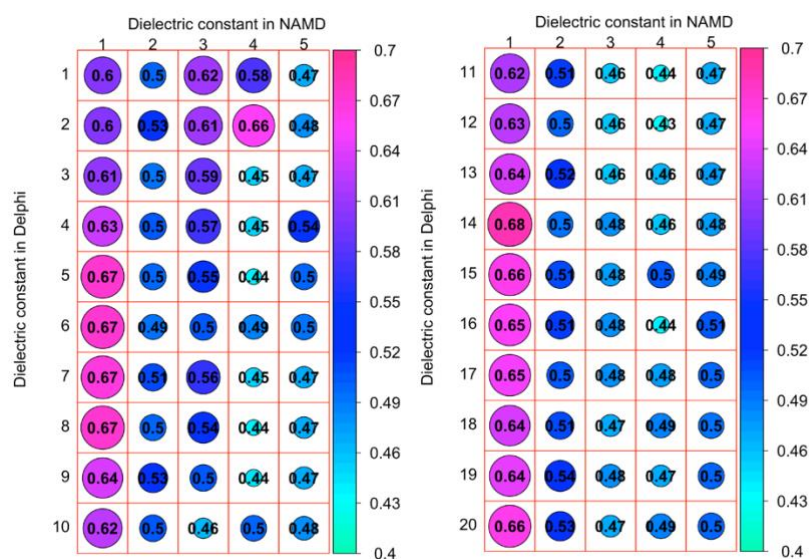 Dielectric constant in NAMD
1 2 3 4 5
Dielectric constant in Delphi
1 0.6 0.5 0.62 0.58 0.47
2 0.6 0.53 0.61 0.66 0.48
3 0.61 0.5 0.59 0.45 0.47
4 0.63 0.5 0.57 0.45 0.54
5 0.67 0.5 0.55 0.44 0.5
6 0.67 0.49 0.5 0.49 0.5
7 0.67 0.51 0.56 0.45 0.47
8 0.67 0.5 0.54 0.44 0.47
9 0.64 0.53 0.5 0.44 0.47
10 0.62 0.5 0.46 0.5 0.48
0.7
0.67
0.64
0.61
0.58
0.55
0.52
0.49
0.46
0.43
0.4
Dielectric constant in NAMD
1 2 3 4 5
Dielectric constant in Delphi
11 0.62 0.51 0.46 0.44 0.47
12 0.63 0.5 0.46 0.43 0.47
13 0.64 0.52 0.46 0.46 0.47
14 0.68 0.5 0.48 0.46 0.48
15 0.66 0.51 0.48 0.5 0.49
16 0.65 0.51 0.48 0.44 0.51
17 0.65 0.5 0.48 0.48 0.5
18 0.64 0.51 0.47 0.49 0.5
19 0.64 0.54 0.48 0.47 0.5
20 0.66 0.53 0.47 0.49 0.5
0.7
0.67
0.64
0.61
0.58
0.55
0.52
0.49
0.46
0.43
0.4